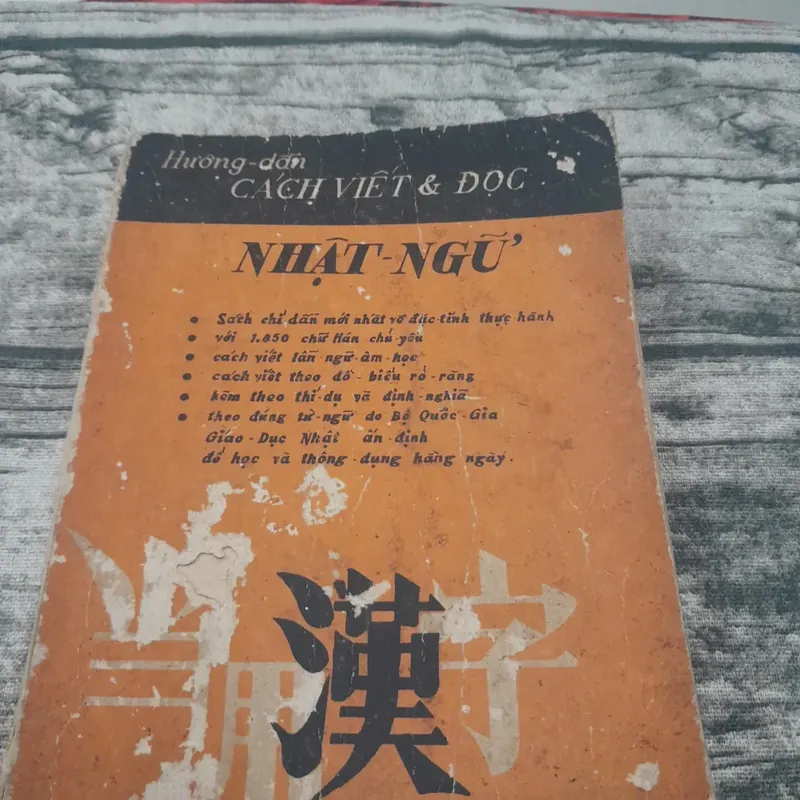 Hướng-dẫn
CÁCH VIẾT & ĐỌC
NHẬT-NGỮ
• Sách chỉ dẫn mới nhất về đặc-tính thực-hành
• với 1.850 chữ Hán chủ-yếu
• cách viết lẫn ngữ-âm-học
• cách viết theo đồ-biểu rõ-ràng
• kèm theo thí-dụ và định-nghĩa
• theo đúng từ-ngữ do Bộ Quốc-Gia
Giáo-Dục Nhật ấn-định
để học và thông-dụng hằng ngày.
当用漢字